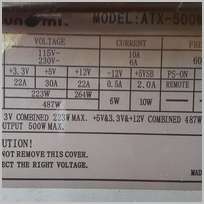 MODEL:ATX-500
VOLTAGE CURRENT
115V- 10A
230V- 6A 60
+3.3V +5V +12V -12V +5VSB PS-ON
22A 30A 22A 0.5A 2.0A REMOTE
223W 264W
487W 6W 10W
3V COMBINED 223W MAX. +5V&3.3V&+12V COMBINED 487W
OUTPUT 500W MAX.
UTION!
NOT REMOVE THIS COVER.
ECT THE RIGHT VOLTAGE.
MAD